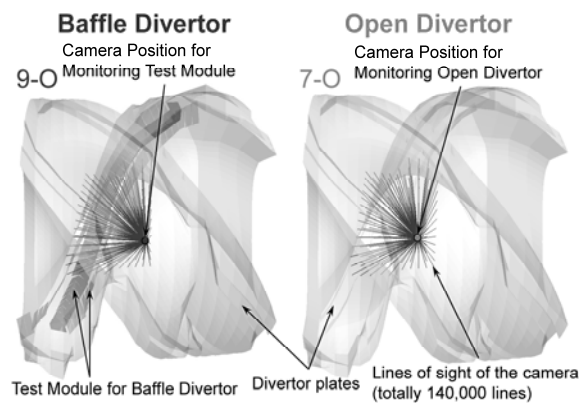 Baffle Divertor
Camera Position for
Monitoring Test Module
9-O
Open Divertor
Camera Position for
Monitoring Open Divertor
7-O
Test Module for Baffle Divertor
Divertor plates
Lines of sight of the camera
(totally 140,000 lines)